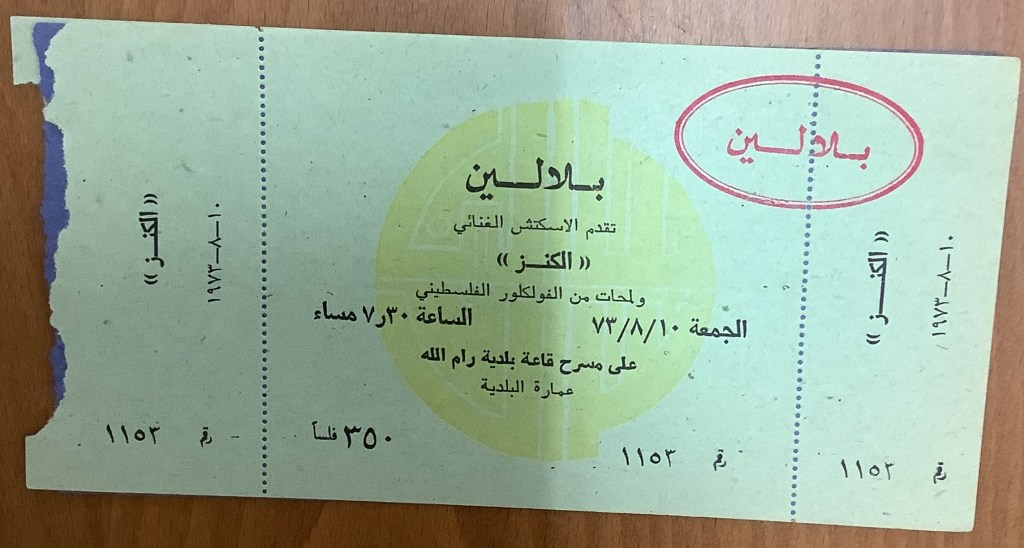 بلالين
بلالين
تقدم الاسكتش الغنائي
« الكنز »
ولمحات من الفولكلور الفلسطيني
الجمعة ٧٣/٨/١٠ الساعة ٧٫٣٠ مساء
على مسرح قاعة بلدية رام الله
عمارة البلدية
٣٥٠ فلساً
رقم ١١٥٣
« الكنز »
١٠-٨-١٩٧٣
رقم ١١٥٣
« الكنز »
١٠-٨-١٩٧٣
رقم ١١٥٣